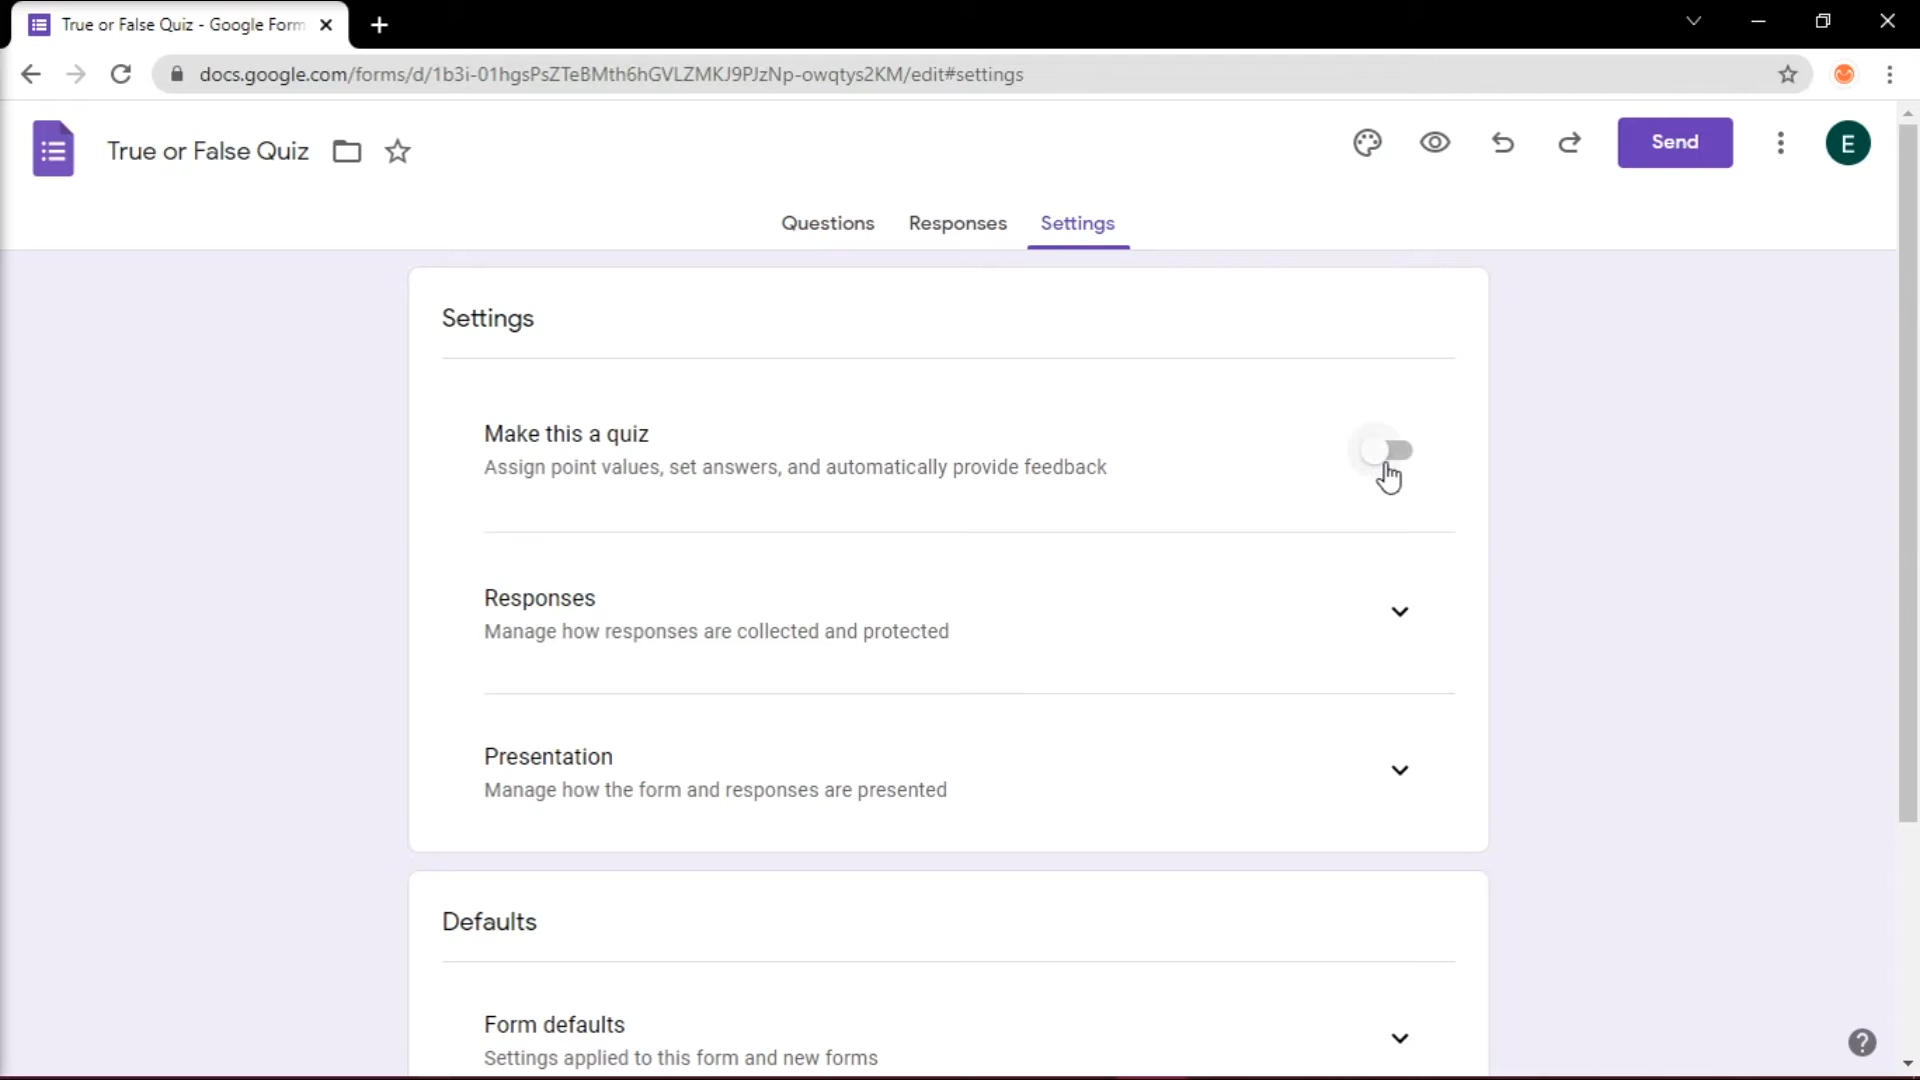 True or False Quiz - Google Form
docs.google.com/forms/d/1b3i-01hgsPsZTeBMth6hGVLZMKJ9PJzNp-owqtys2KM/edit#settings
True or False Quiz
Send
E
Questions Responses Settings
Settings
Make this a quiz
Assign point values, set answers, and automatically provide feedback
Responses
Manage how responses are collected and protected
Presentation
Manage how the form and responses are presented
Defaults
Form defaults
Settings applied to this form and new forms